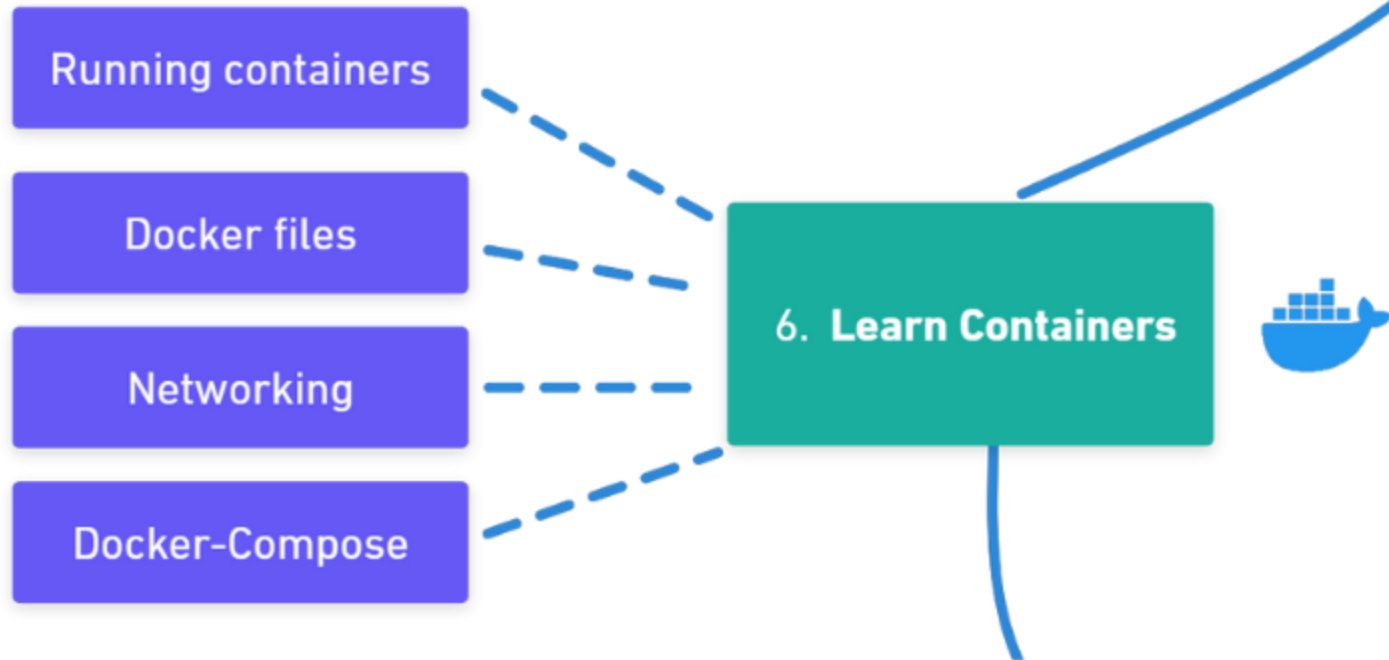 Running containers
Docker files
Networking
Docker-Compose
6. Learn Containers